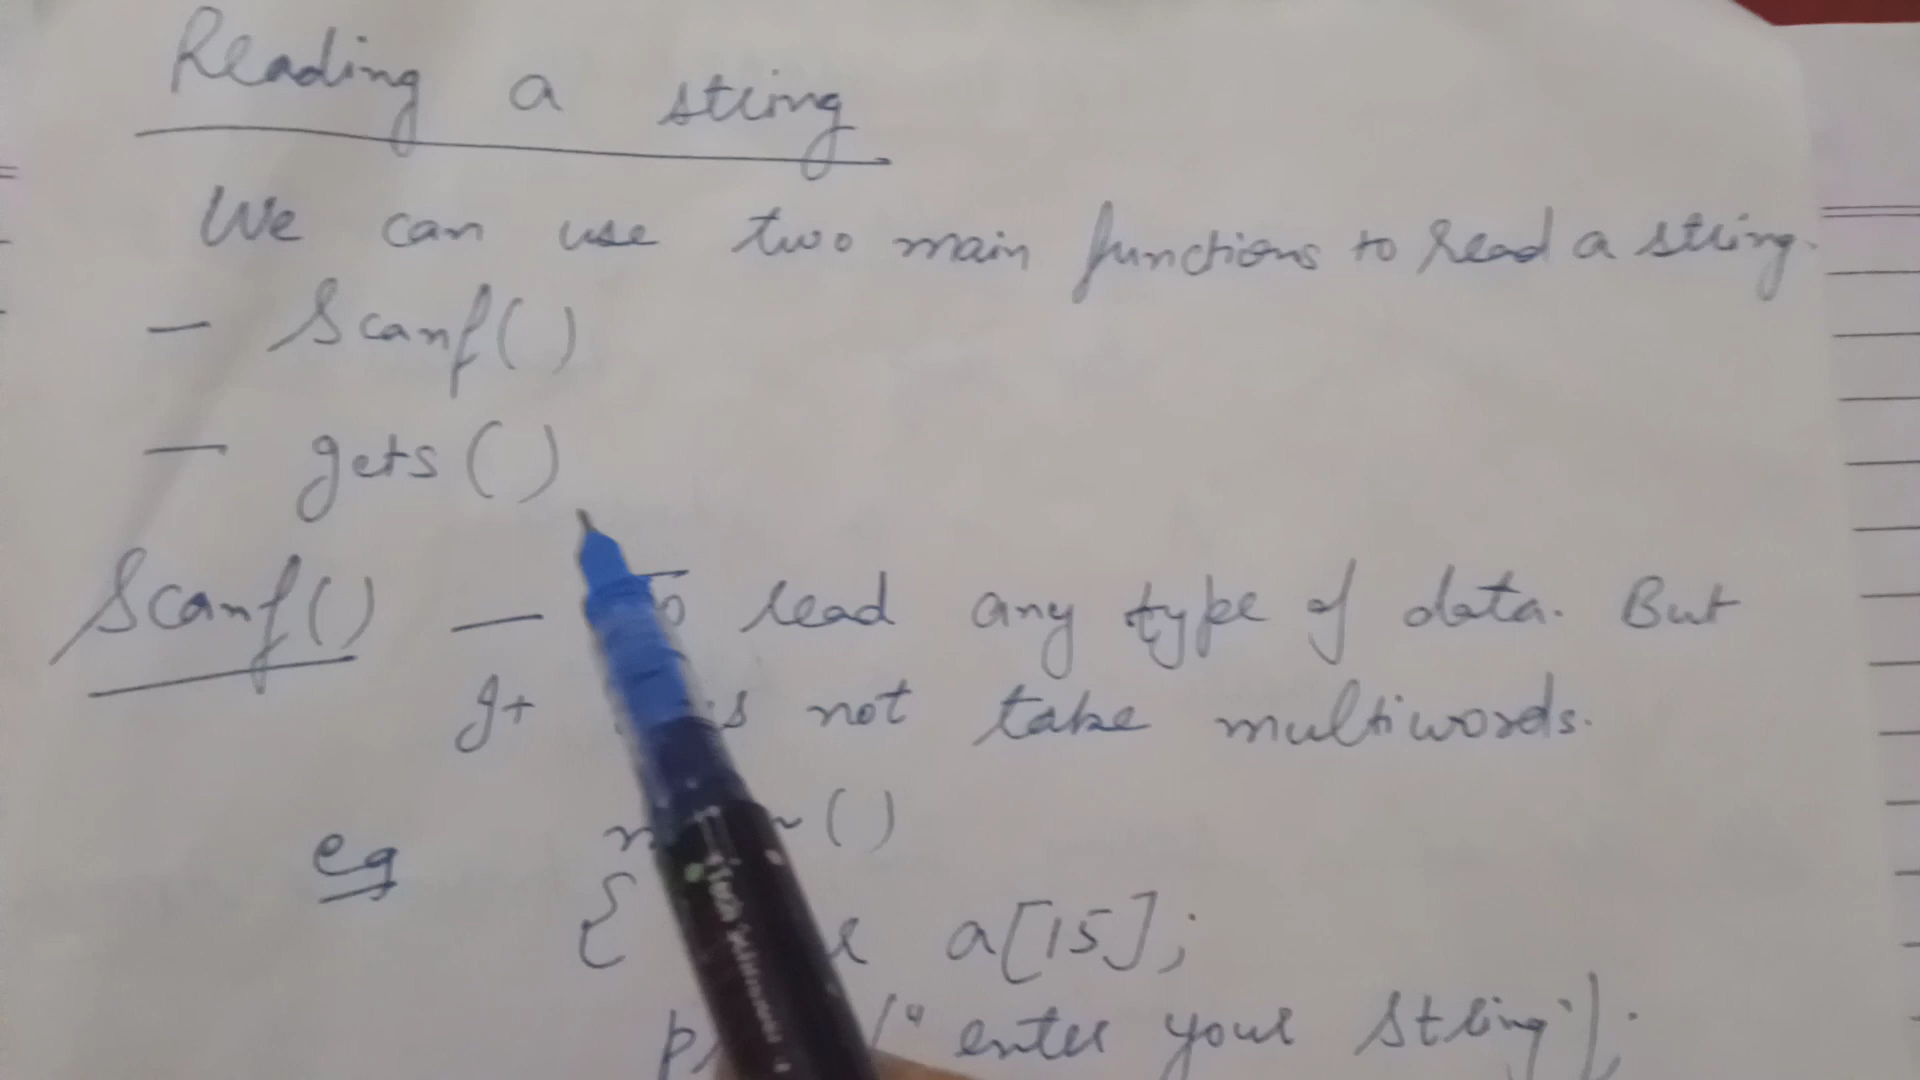 Reading a string
We can use two main functions to read a string.
- Scanf()
- gets()
Scanf() - To read any type of data. But
It not take multiwords.
eg ()
{ a[15];
(" enter your string");